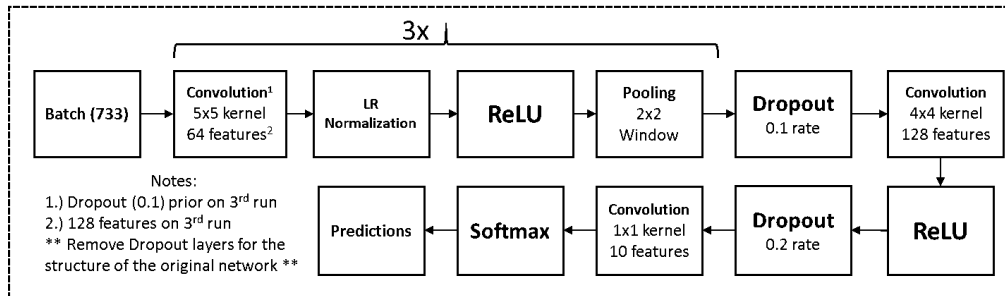 3x
Batch (733)
Convolution¹
5x5 kernel
64 features²
LR
Normalization
ReLU
Pooling
2x2
Window
Dropout
0.1 rate
Convolution
4x4 kernel
128 features
Notes:
1.) Dropout (0.1) prior on 3rd run
2.) 128 features on 3rd run
** Remove Dropout layers for the
structure of the original network **
Predictions
Softmax
Convolution
1x1 kernel
10 features
Dropout
0.2 rate
ReLU